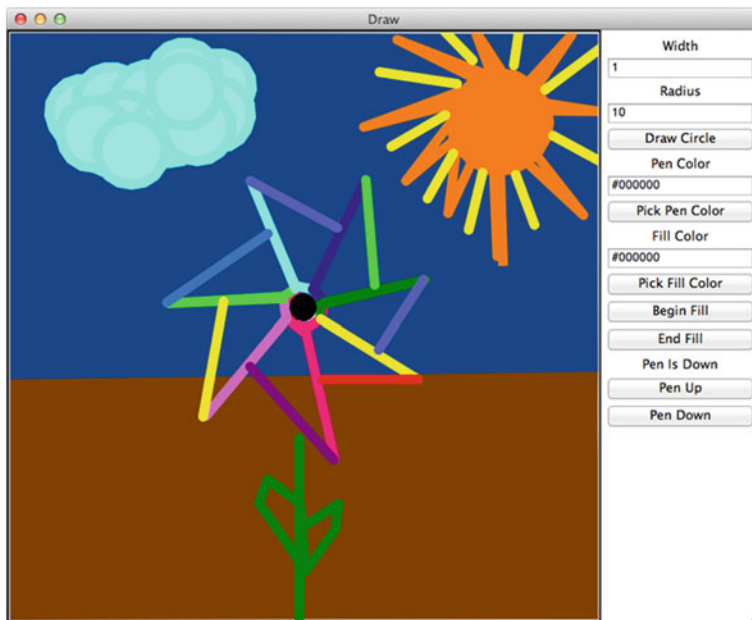 Draw
Width
1
Radius
10
Draw Circle
Pen Color
#000000
Pick Pen Color
Fill Color
#000000
Pick Fill Color
Begin Fill
End Fill
Pen Is Down
Pen Up
Pen Down